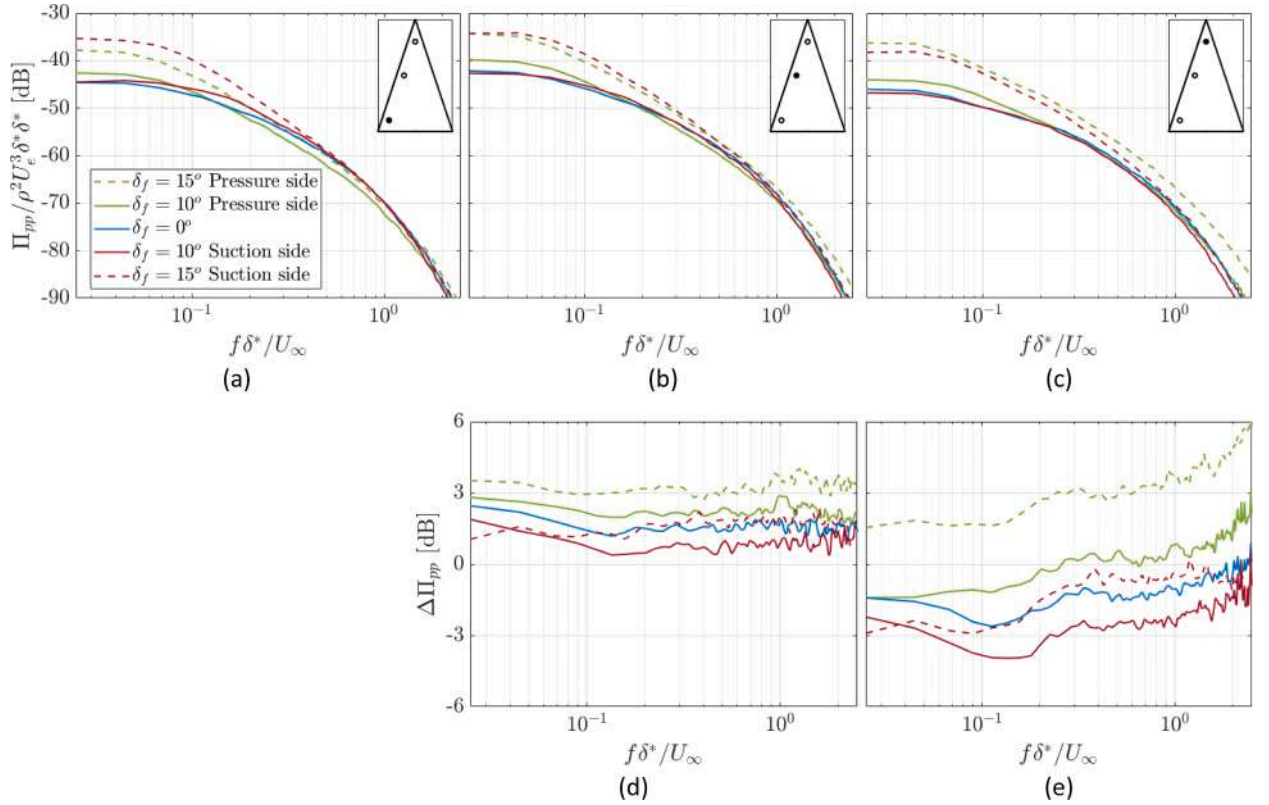 -30
-40
-50
-60
-70
-80
-90
Π_pp/ρ²U_e³δ*δ* [dB]
δ_f = 15° Pressure side
δ_f = 10° Pressure side
δ_f = 0°
δ_f = 10° Suction side
δ_f = 15° Suction side
10⁻¹ 10⁰
10⁻¹ 10⁰
10⁻¹ 10⁰
fδ*/U_∞
fδ*/U_∞
fδ*/U_∞
(a)
(b)
(c)
6
3
0
-3
-6
ΔΠ_pp [dB]
10⁻¹ 10⁰
10⁻¹ 10⁰
fδ*/U_∞
fδ*/U_∞
(d)
(e)